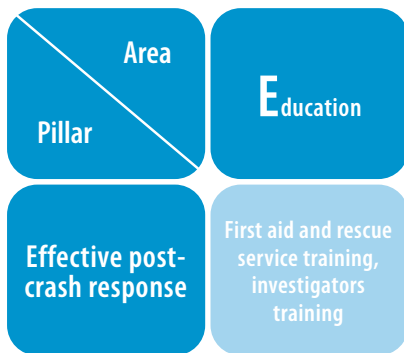 Area
Pillar
Education
Effective post-
crash response
First aid and rescue
service training,
investigators
training